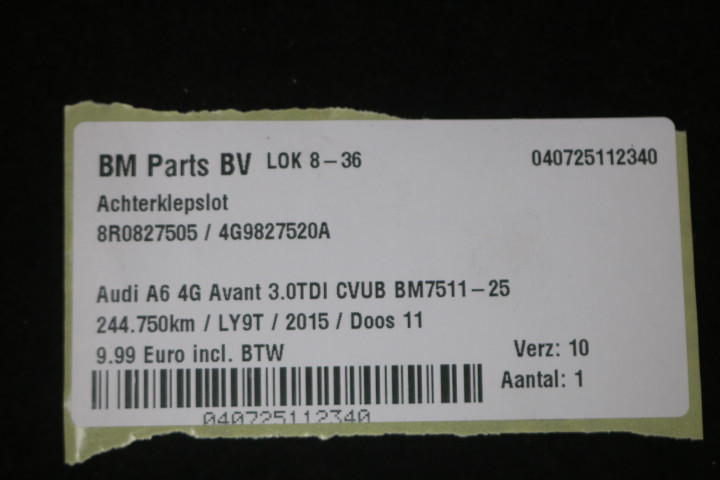 BM Parts BV LOK 8-36 040725112340
Achterklepslot
8R0827505 / 4G9827520A
Audi A6 4G Avant 3.0TDI CVUB BM7511-25
244.750km / LY9T / 2015 / Doos 11
9.99 Euro incl. BTW Verz: 10
Aantal: 1
040725112340